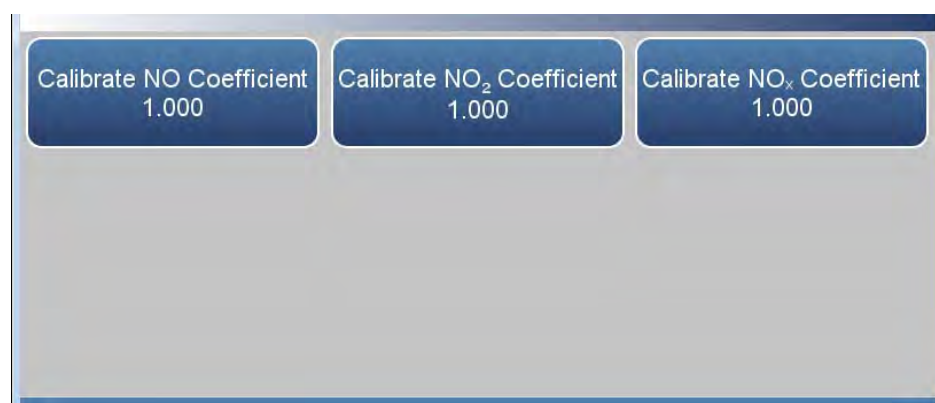 Calibrate NO Coefficient
1.000
Calibrate NO₂ Coefficient
1.000
Calibrate NOₓ Coefficient
1.000